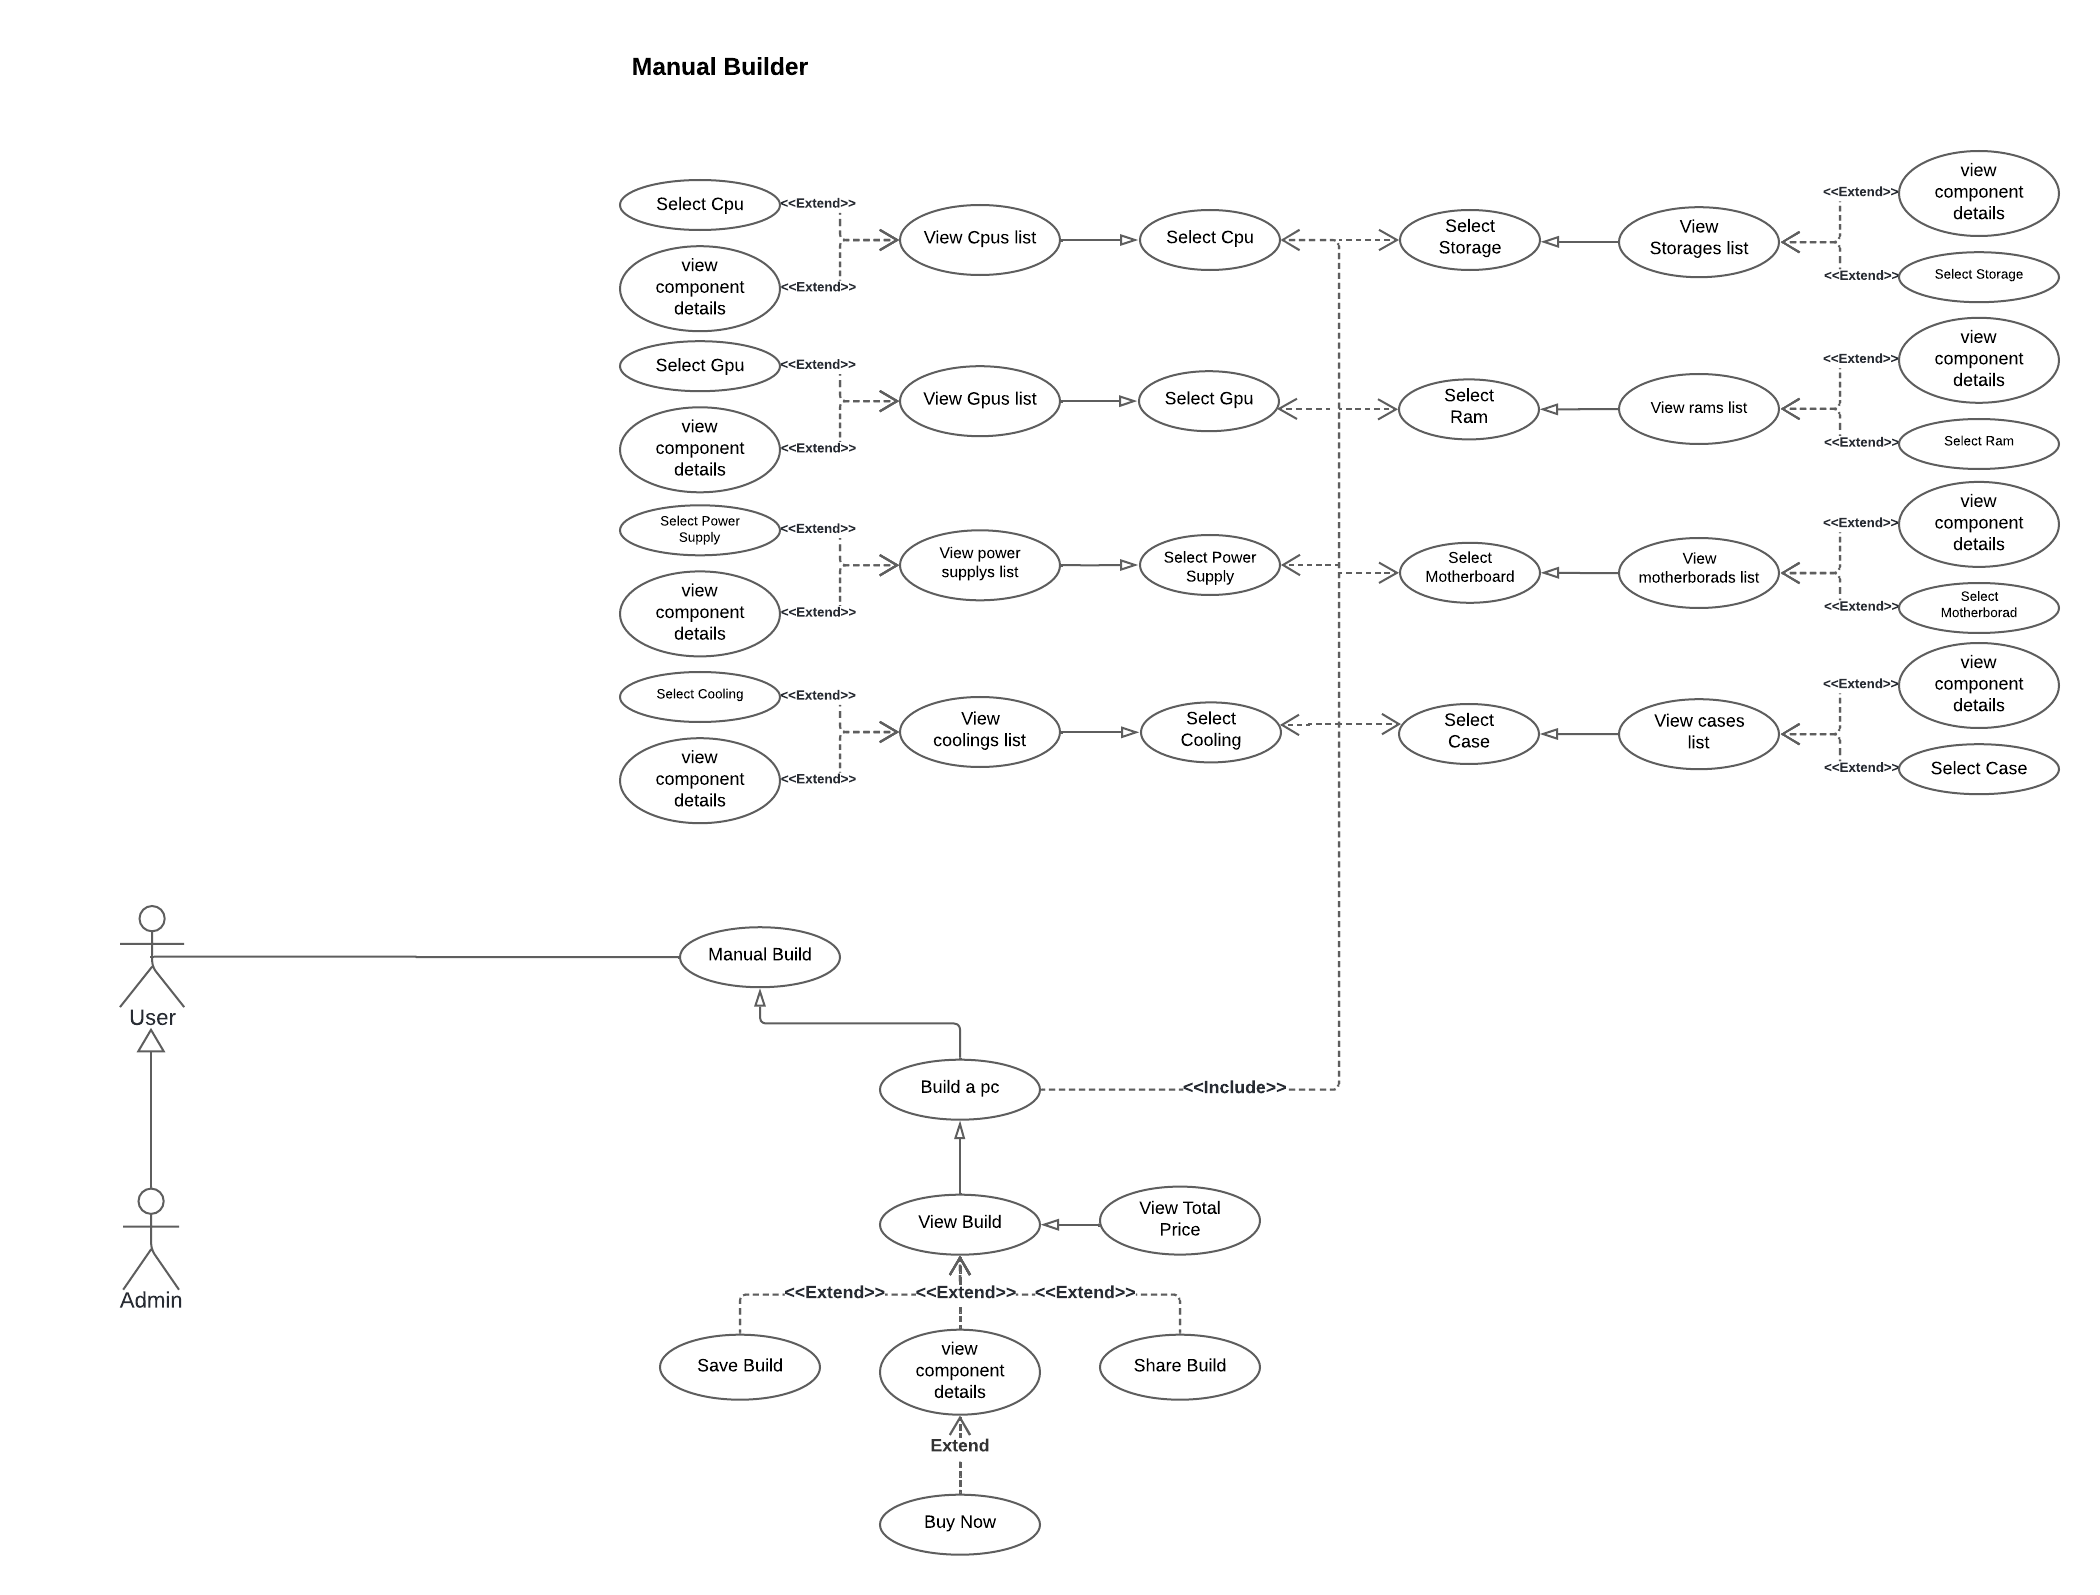 Manual Builder
Select Cpu
<<Extend>>
view
component
details
<<Extend>>
View Cpus list
Select Cpu
Select
Storage
View
Storages list
<<Extend>>
view
component
details
<<Extend>>
Select Storage
Select Gpu
<<Extend>>
view
component
details
<<Extend>>
View Gpus list
Select Gpu
Select
Ram
View rams list
<<Extend>>
view
component
details
<<Extend>>
Select Ram
Select Power
Supply
<<Extend>>
view
component
details
<<Extend>>
View power
supplys list
Select Power
Supply
Select
Motherboard
View
motherborads list
<<Extend>>
view
component
details
<<Extend>>
Select
Motherborad
Select Cooling
<<Extend>>
view
component
details
<<Extend>>
View
coolings list
Select
Cooling
Select
Case
View cases
list
<<Extend>>
view
component
details
<<Extend>>
Select Case
User
Manual Build
Build a pc
<<Include>>
View Build
View Total
Price
Admin
<<Extend>>
<<Extend>>
<<Extend>>
Save Build
view
component
details
Share Build
Extend
Buy Now